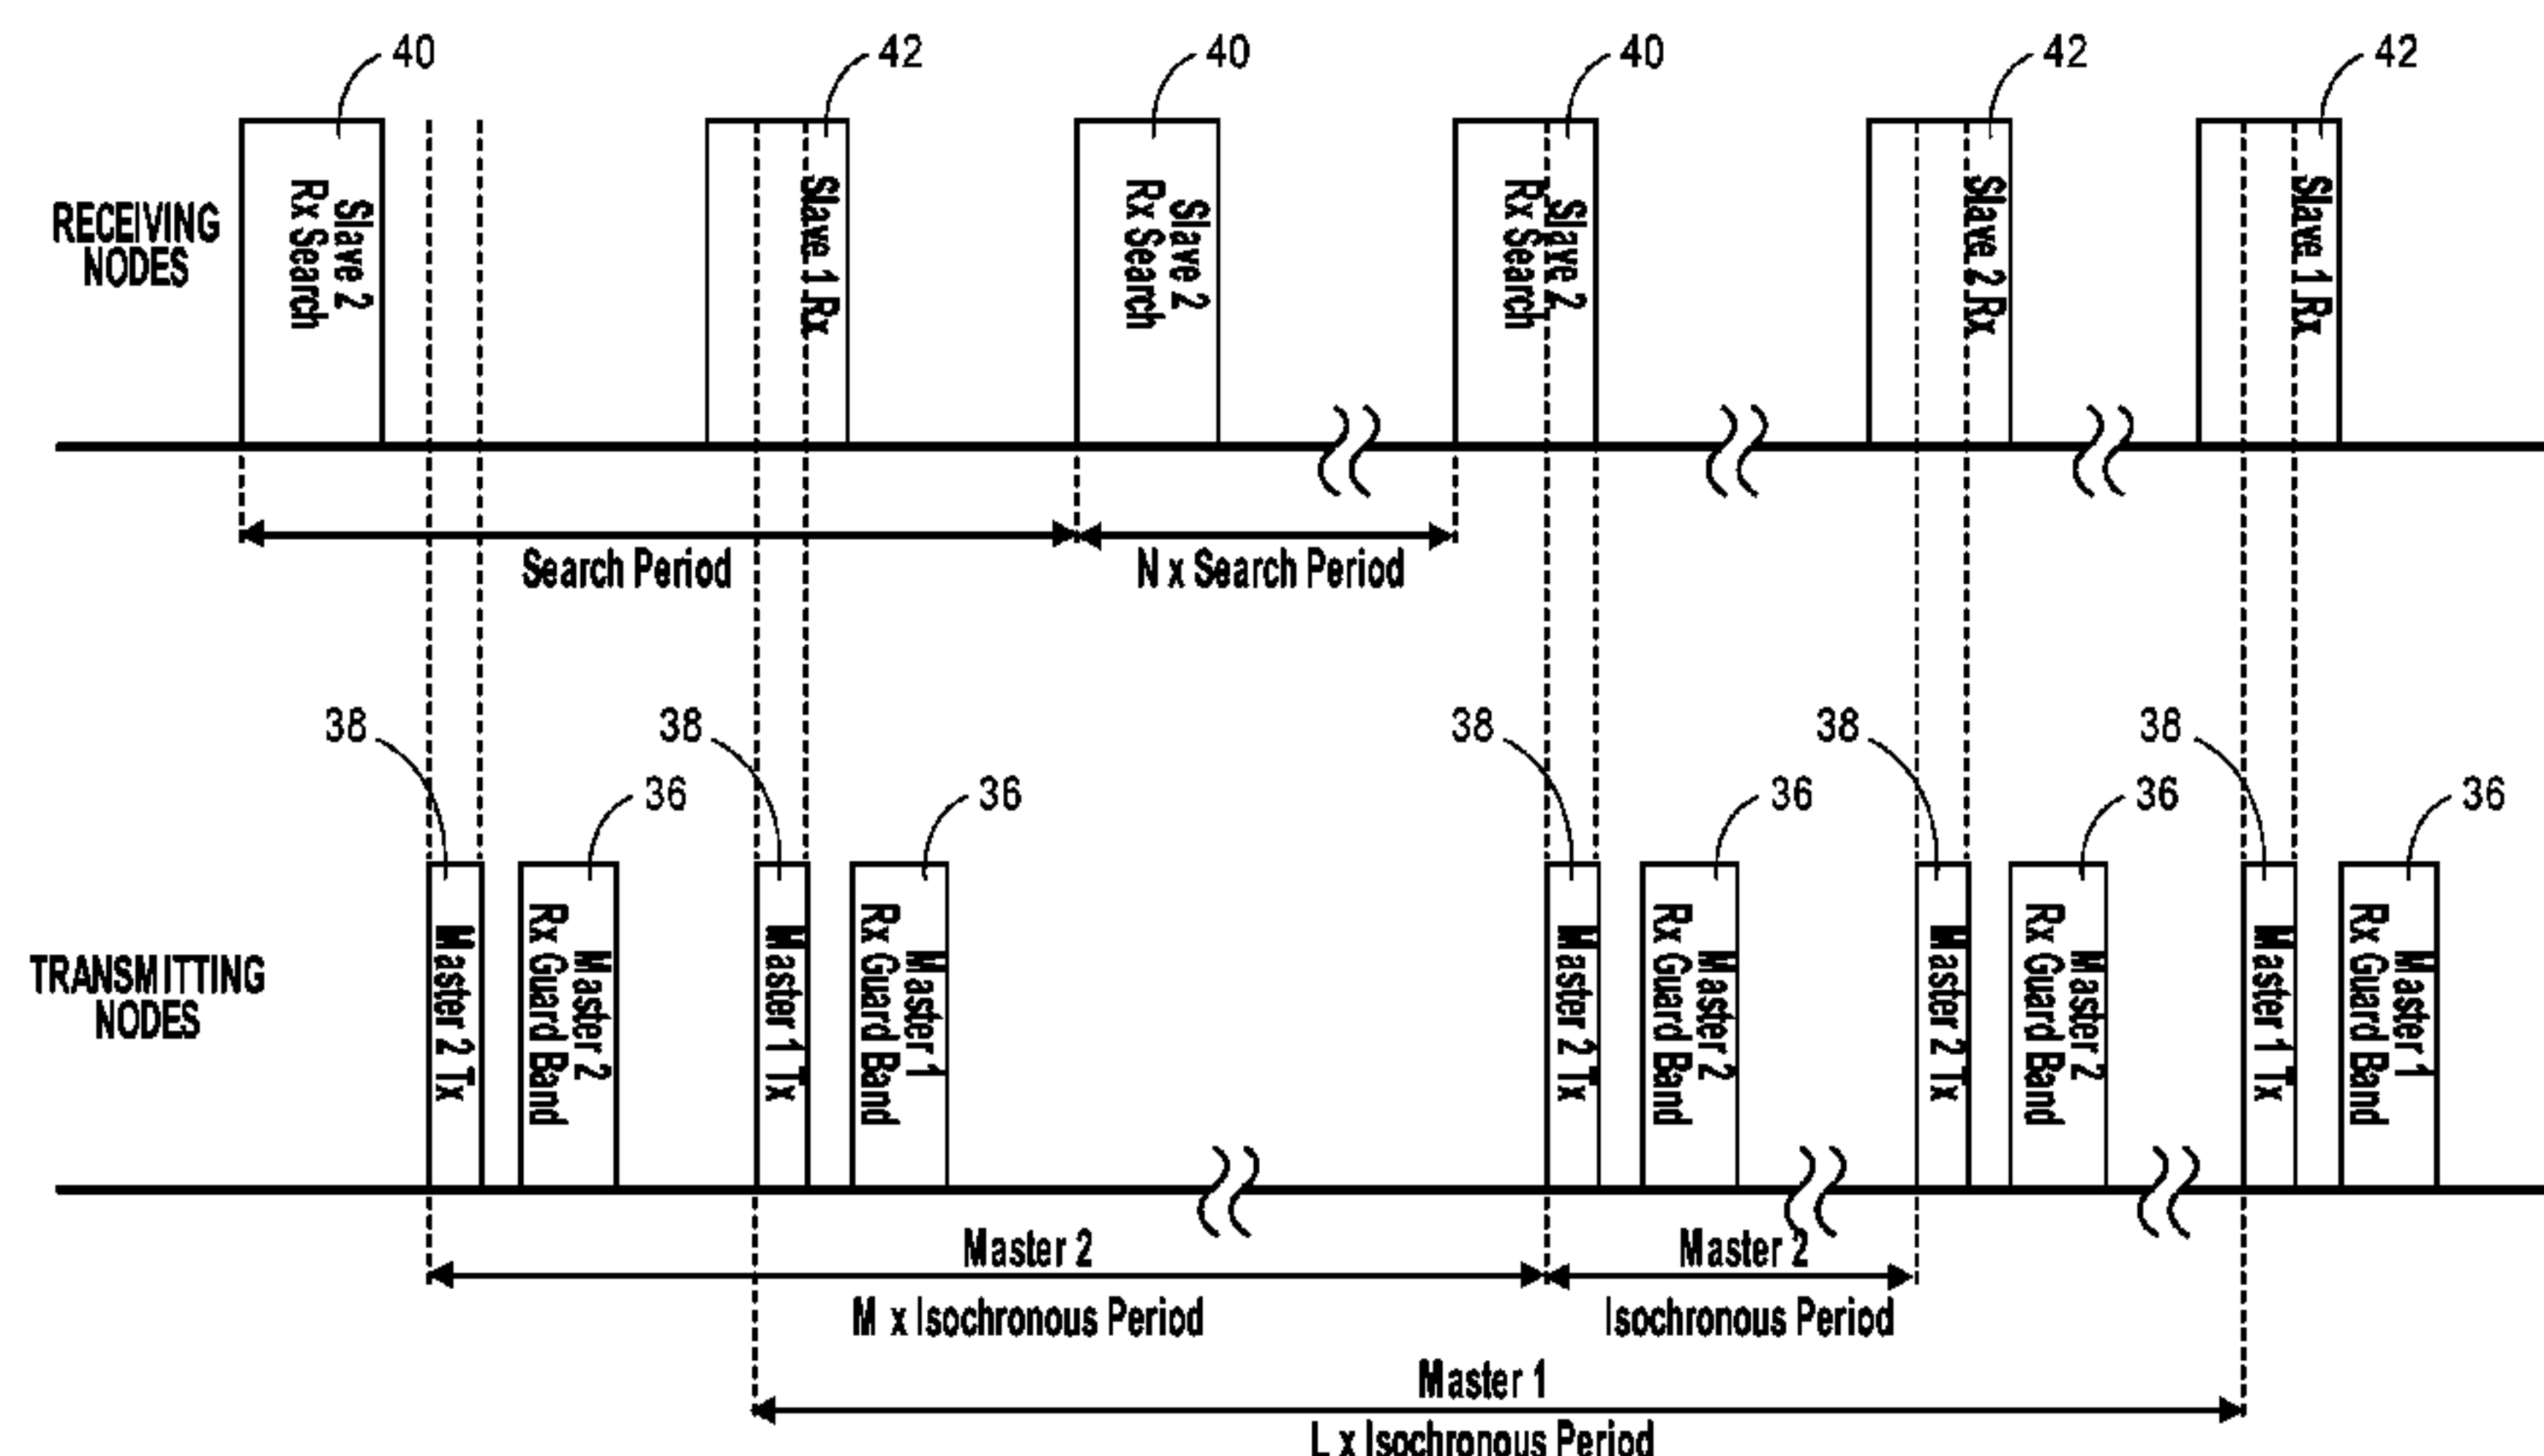 40
42
40
40
42
42
RECEIVING
NODES
Slave 2
Rx Search
Slave 1 Rx
Slave 2
Rx Search
Slave 2
Rx Search
Slave 2 Rx
Slave 1 Rx
Search Period
N x Search Period
38
38
38
38
38
36
36
36
36
36
TRANSMITTING
NODES
Master 2 Tx
Master 2
Rx Guard Band
Master 1 Tx
Master 1
Rx Guard Band
Master 2 Tx
Master 2
Rx Guard Band
Master 2 Tx
Master 2
Rx Guard Band
Master 1 Tx
Master 1
Rx Guard Band
Master 2
M x Isochronous Period
Master 2
Isochronous Period
Master 1
L x Isochronous Period